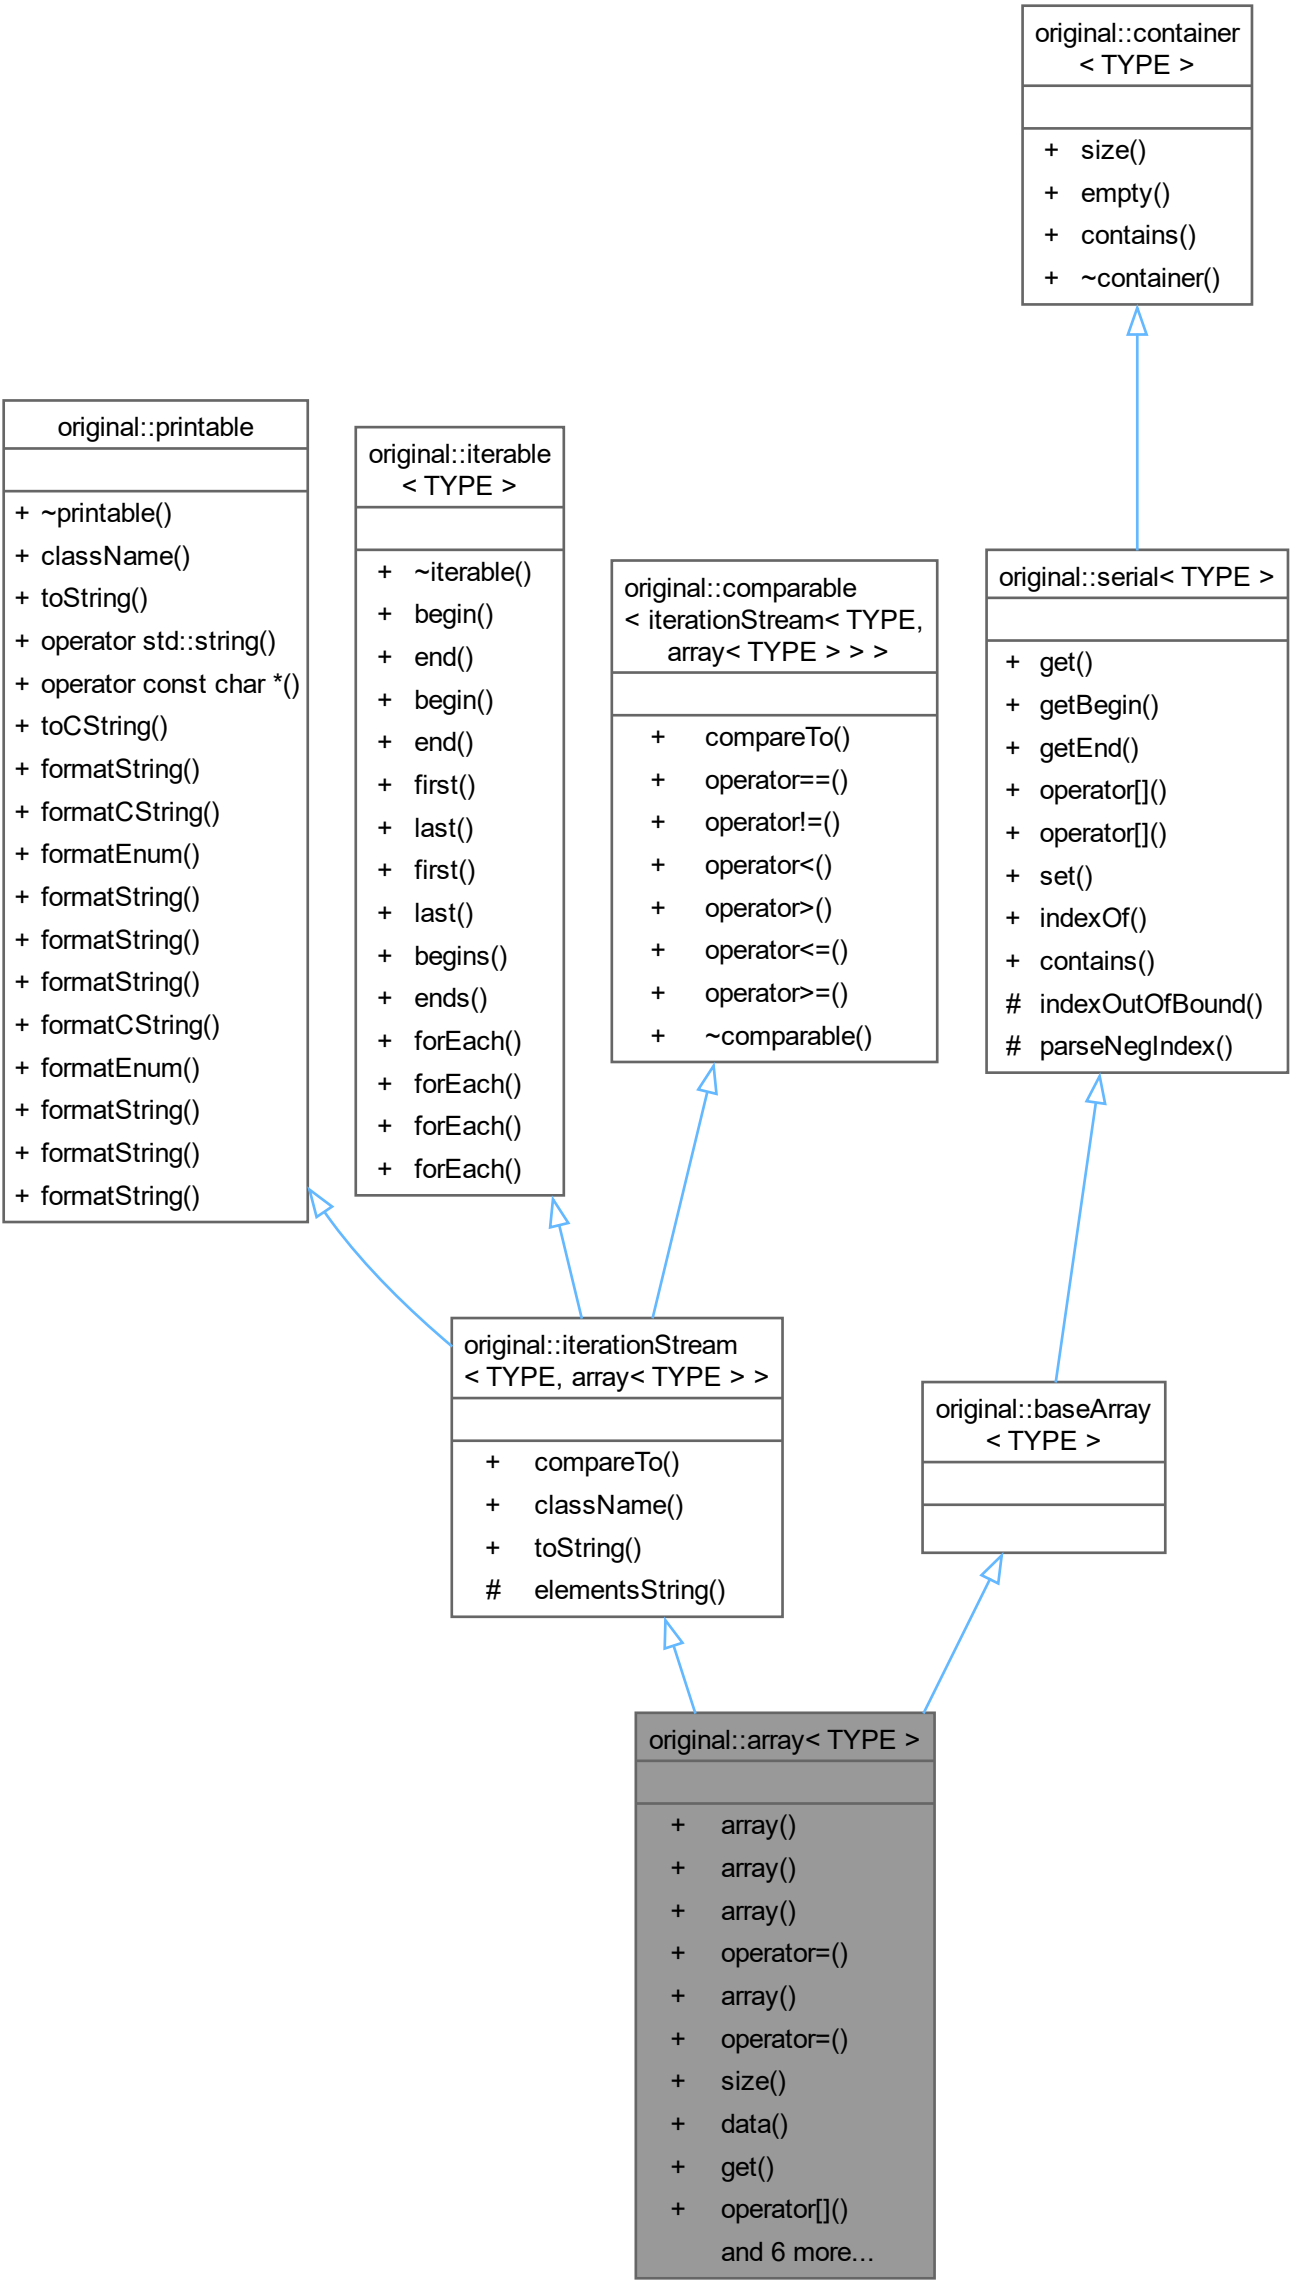 original::container
< TYPE >
+ size()
+ empty()
+ contains()
+ ~container()
original::printable
+ ~printable()
+ className()
+ toString()
+ operator std::string()
+ operator const char *()
+ toCString()
+ formatString()
+ formatCString()
+ formatEnum()
+ formatString()
+ formatString()
+ formatString()
+ formatCString()
+ formatEnum()
+ formatString()
+ formatString()
+ formatString()
original::iterable
< TYPE >
+ ~iterable()
+ begin()
+ end()
+ begin()
+ end()
+ first()
+ last()
+ first()
+ last()
+ begins()
+ ends()
+ forEach()
+ forEach()
+ forEach()
+ forEach()
original::comparable
< iterationStream< TYPE,
array< TYPE > > >
+ compareTo()
+ operator==()
+ operator!=()
+ operator<()
+ operator>()
+ operator<=()
+ operator>=()
+ ~comparable()
original::serial< TYPE >
+ get()
+ getBegin()
+ getEnd()
+ operator[]()
+ operator[]()
+ set()
+ indexOf()
+ contains()
# indexOutOfBound()
# parseNegIndex()
original::iterationStream
< TYPE, array< TYPE > >
+ compareTo()
+ className()
+ toString()
# elementsString()
original::baseArray
< TYPE >
original::array< TYPE >
+ array()
+ array()
+ array()
+ operator=()
+ array()
+ operator=()
+ size()
+ data()
+ get()
+ operator[]()
and 6 more...